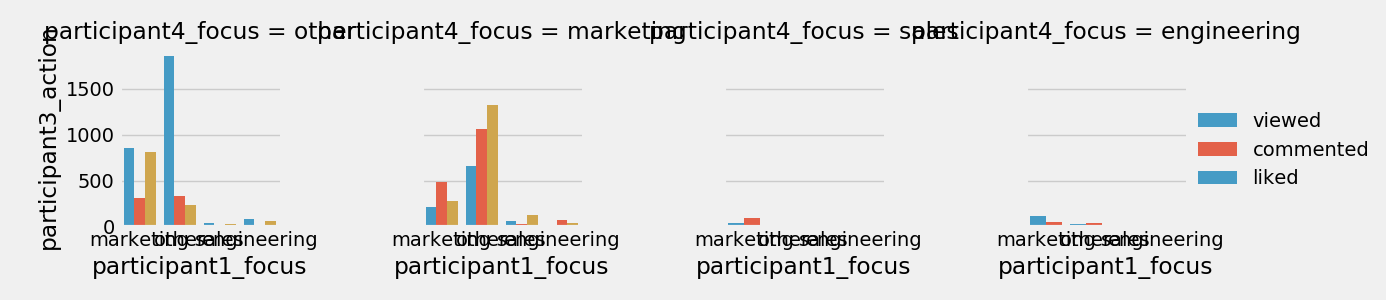 participant4_focus = other
participant4_focus = marketing
participant4_focus = sales
participant4_focus = engineering
participant3_action
1500
1000
500
0
viewed
commented
liked
marketing other sales engineering
marketing other sales engineering
marketing other sales engineering
marketing other sales engineering
participant1_focus
participant1_focus
participant1_focus
participant1_focus